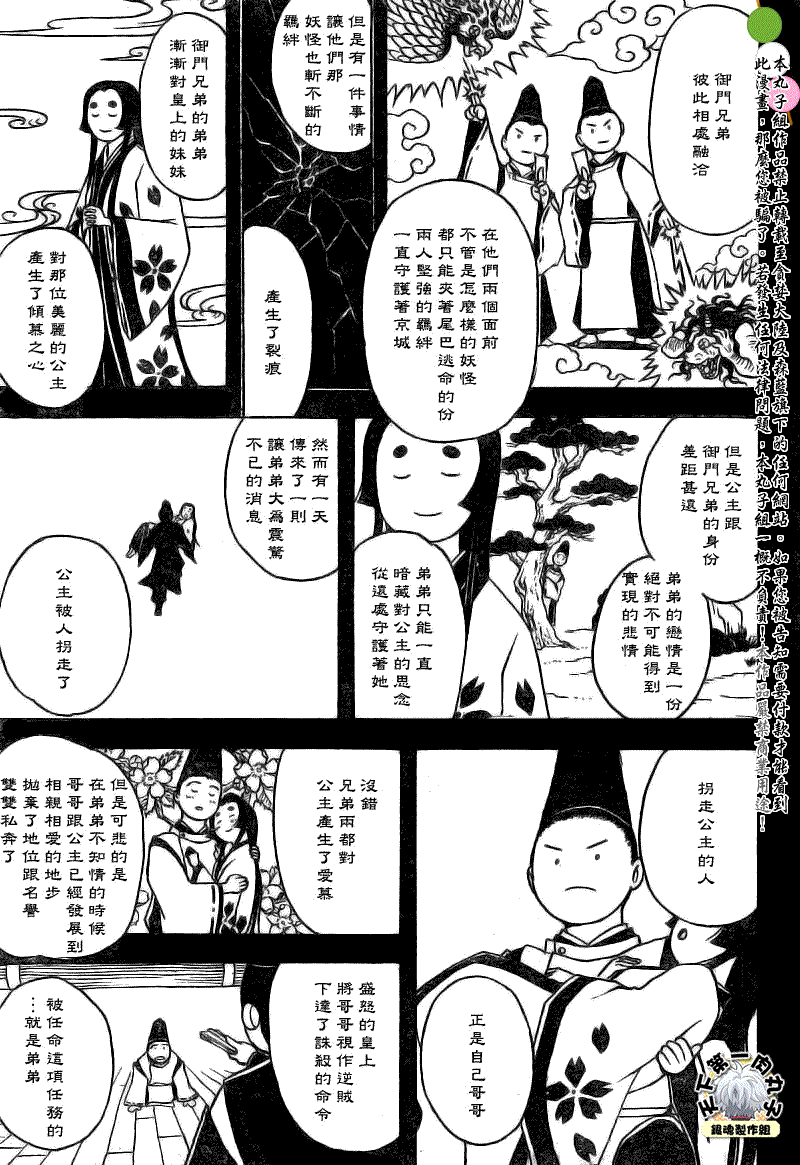 御門兄弟
彼此相處融洽
在他們兩個面前
不管是怎麼樣的妖怪
都只能夾著尾巴逃命的份
兩人堅強的羈絆
一直守護著京城
但是有一件事情
讓他們那
妖怪也斬不斷的
羈絆
產生了裂痕
御門兄弟的弟弟
漸漸對皇上的妹妹
對那位美麗的公主
產生了傾慕之心
但是公主跟
御門兄弟的身份
差距甚遠
弟弟的戀情是一份
絕對不可能得到
實現的悲情
弟弟只能一直
暗藏對公主的思念
從遠處守護著她
然而有一天
傳來了一則
讓弟弟大為震驚
不已的消息
公主被人拐走了
拐走公主的人
正是自己哥哥
沒錯
兄弟兩都對
公主產生了愛慕
但是可悲的是
在弟弟不知情的時候
哥哥跟公主已經發展到
相親相愛的地步
拋棄了地位跟名譽
雙雙私奔了
盛怒的皇上
將哥哥視作逆賊
下達了誅殺的命令
被任命這項任務的
…就是弟弟
本丸子組作品禁止轉載至貪婪大陸及森藍旗下的任何網站。如果您被告知需要付款才能看到
此漫畫，那麼您被騙了。若發生任何法律問題，本丸子組一概不負責！本作品嚴禁商業用途！
天下第一肉丸子
銀魂製作組